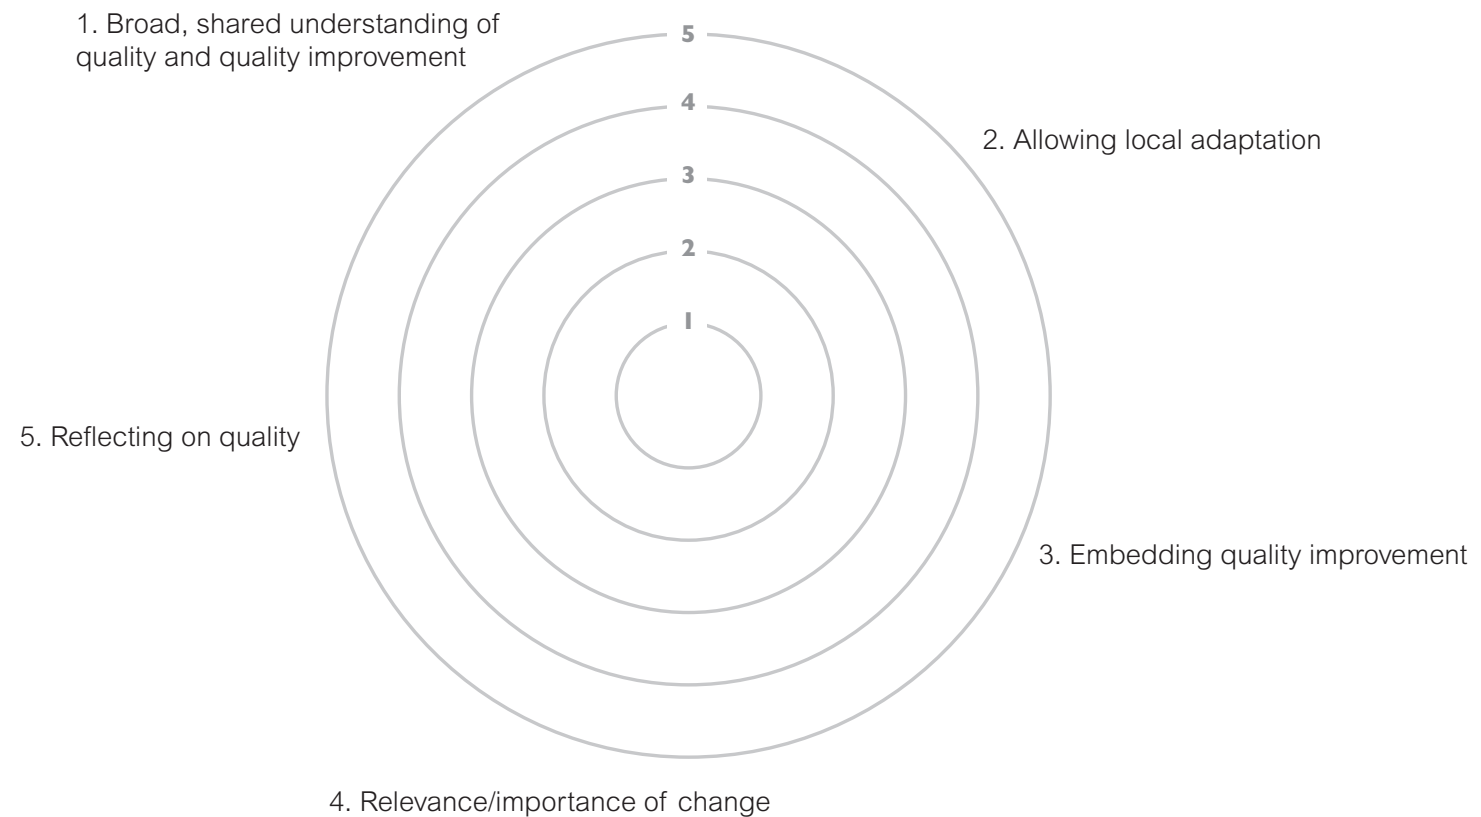 1. Broad, shared understanding of
quality and quality improvement
5
4
2. Allowing local adaptation
3
2
1
5. Reflecting on quality
3. Embedding quality improvement
4. Relevance/importance of change